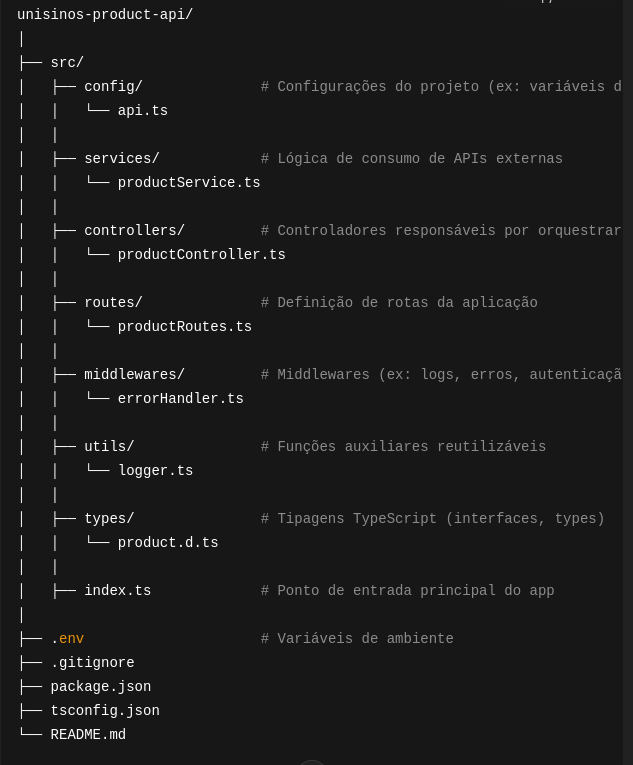 unisinos-product-api/
│
├── src/
│   ├── config/              # Configurações do projeto (ex: variáveis d
│   │   └── api.ts
│   │
│   ├── services/            # Lógica de consumo de APIs externas
│   │   └── productService.ts
│   │
│   ├── controllers/         # Controladores responsáveis por orquestrar
│   │   └── productController.ts
│   │
│   ├── routes/              # Definição de rotas da aplicação
│   │   └── productRoutes.ts
│   │
│   ├── middlewares/         # Middlewares (ex: logs, erros, autenticaçã
│   │   └── errorHandler.ts
│   │
│   ├── utils/               # Funções auxiliares reutilizáveis
│   │   └── logger.ts
│   │
│   ├── types/               # Tipagens TypeScript (interfaces, types)
│   │   └── product.d.ts
│   │
│   ├── index.ts             # Ponto de entrada principal do app
│
├── .env                     # Variáveis de ambiente
├── .gitignore
├── package.json
├── tsconfig.json
└── README.md